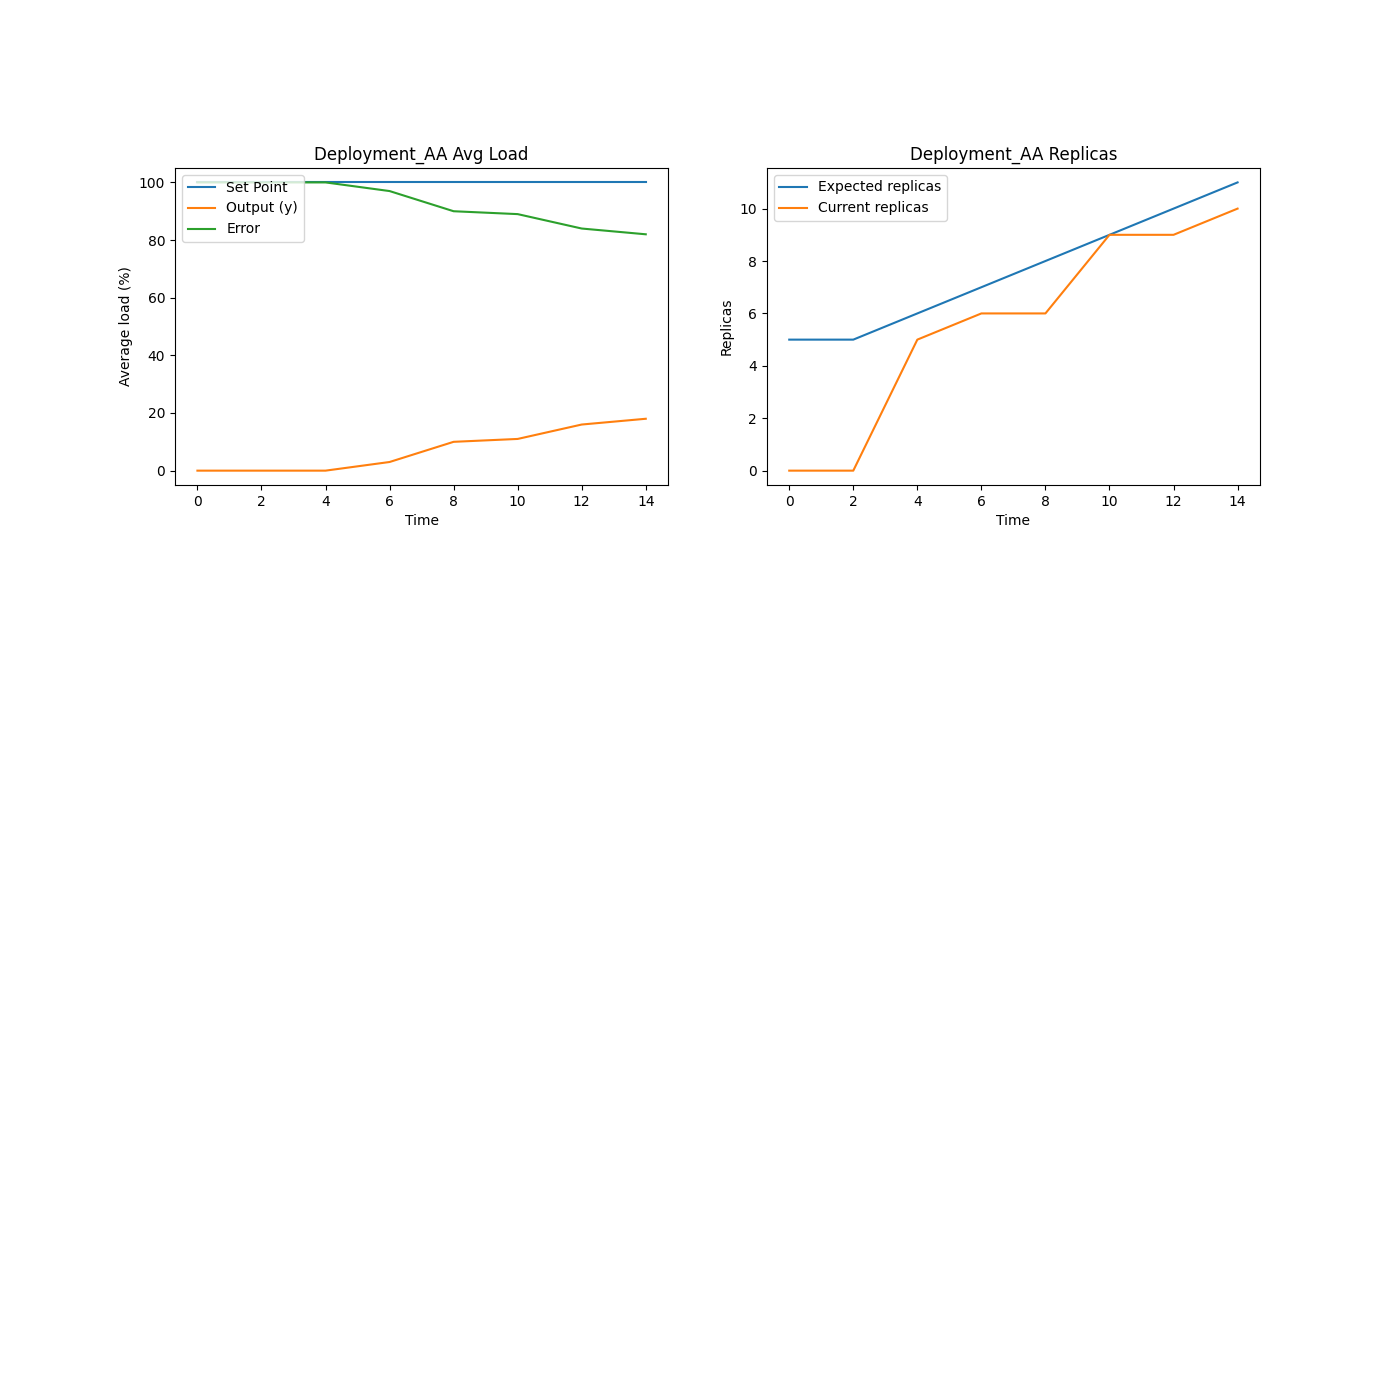 Deployment_AA Avg Load
Set Point
Output (y)
Error
Average load (%)
100
80
60
40
20
0
0 2 4 6 8 10 12 14
Time
Deployment_AA Replicas
Expected replicas
Current replicas
Replicas
10
8
6
4
2
0
0 2 4 6 8 10 12 14
Time